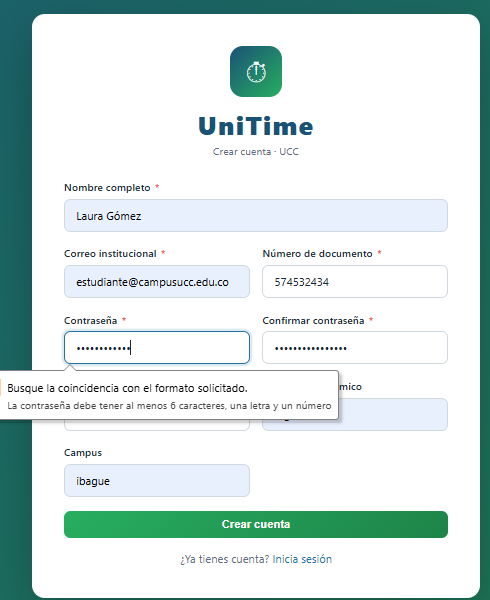 UniTime
Crear cuenta · UCC
Nombre completo *
Laura Gómez
Correo institucional * Número de documento *
estudiante@campusucc.edu.co 574532434
Contraseña * Confirmar contraseña *
•••••••••••• ••••••••••••••••
Busque la coincidencia con el formato solicitado.
La contraseña debe tener al menos 6 caracteres, una letra y un número
Campus
ibague
Crear cuenta
¿Ya tienes cuenta? Inicia sesión